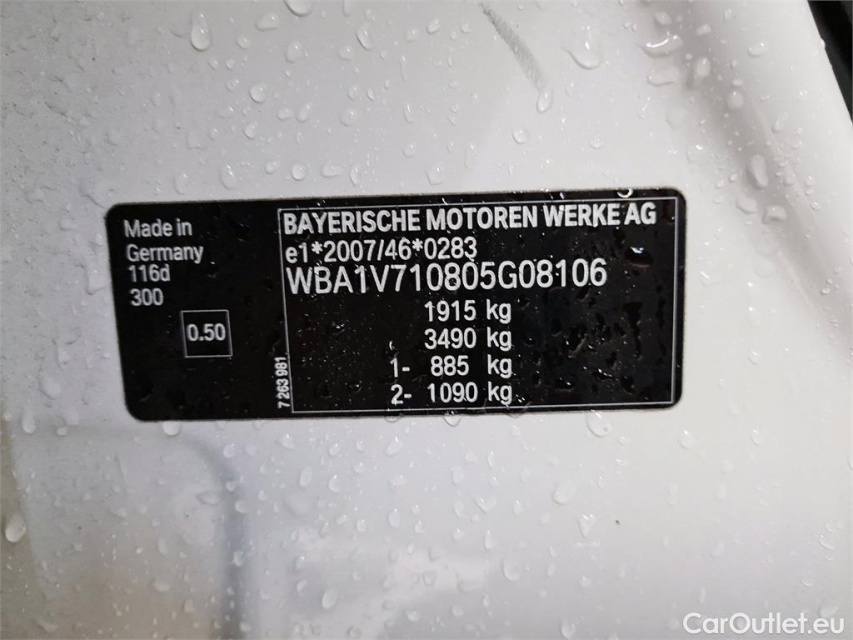 Made in
Germany
116d
300
0.50
7 263 981
BAYERISCHE MOTOREN WERKE AG
e1*2007/46*0283
WBA1V710805G08106
1915 kg
3490 kg
1- 885 kg
2- 1090 kg
CarOutlet.eu